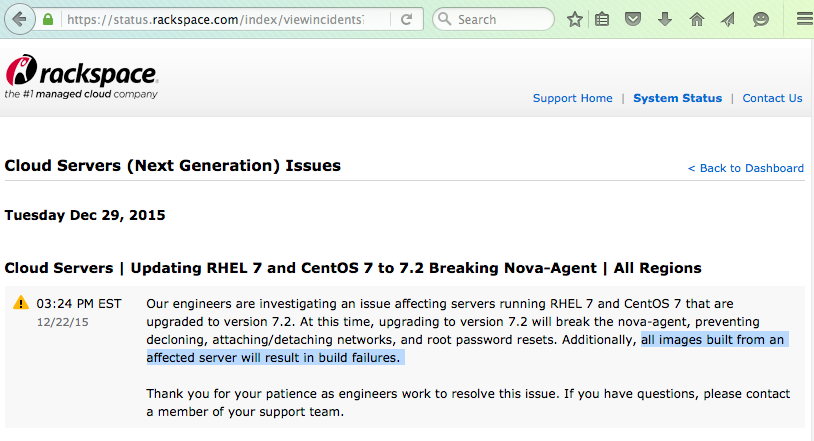 https://status.rackspace.com/index/viewincidents?
Search
rackspace.
the #1 managed cloud company
Support Home | System Status | Contact Us
Cloud Servers (Next Generation) Issues
< Back to Dashboard
Tuesday Dec 29, 2015
Cloud Servers | Updating RHEL 7 and CentOS 7 to 7.2 Breaking Nova-Agent | All Regions
03:24 PM EST
12/22/15
Our engineers are investigating an issue affecting servers running RHEL 7 and CentOS 7 that are
upgraded to version 7.2. At this time, upgrading to version 7.2 will break the nova-agent, preventing
decloning, attaching/detaching networks, and root password resets. Additionally, all images built from an
affected server will result in build failures.
Thank you for your patience as engineers work to resolve this issue. If you have questions, please contact
a member of your support team.